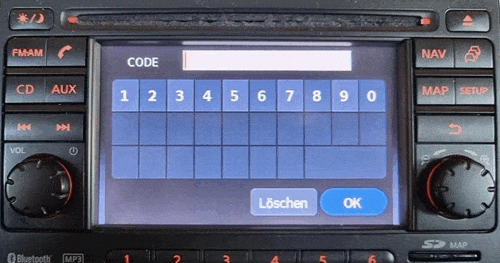 FM·AM
NAV
CODE
1 2 3 4 5 6 7 8 9 0
CD AUX
MAP SETUP
VOL
Löschen OK
Bluetooth MP3 1 2 3 4 5 6
SD MAP